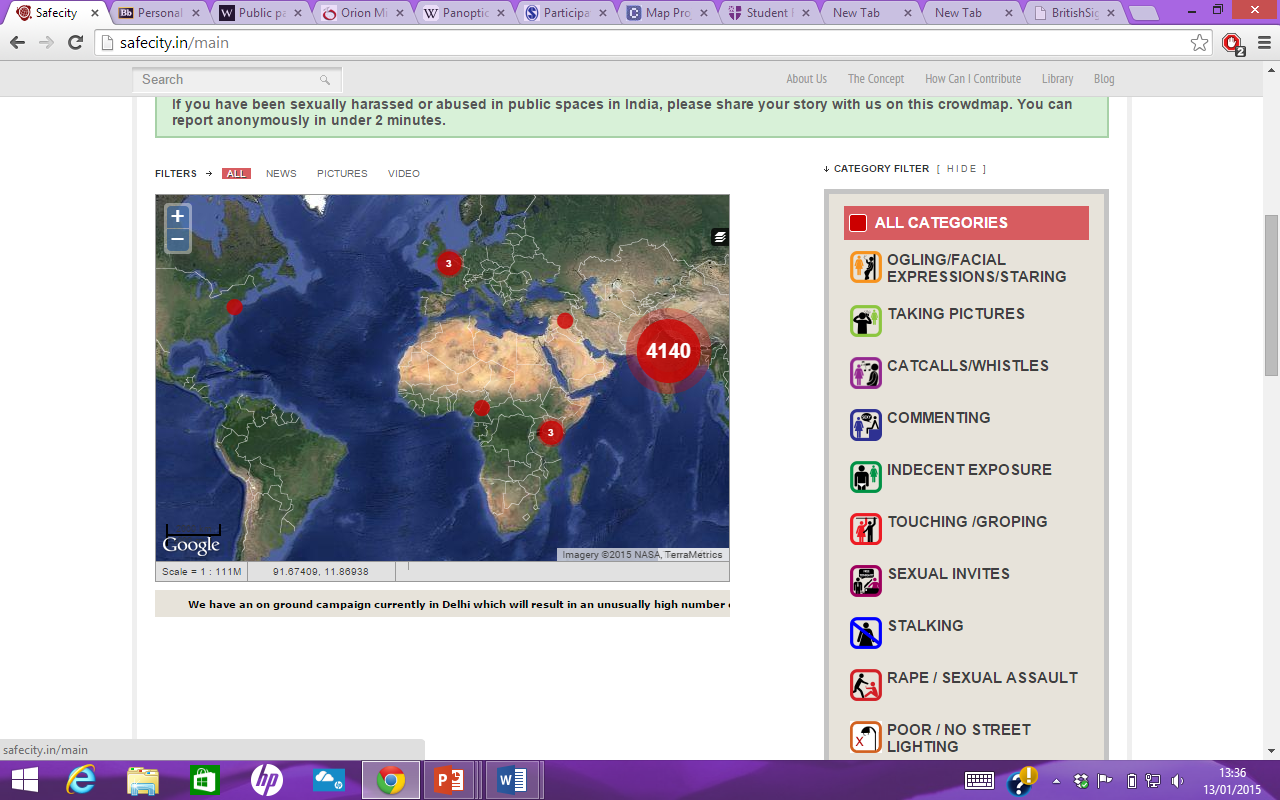 Safecity
Personal
Public pa
Orion Mi
Panoptic
Participa
Map Pro
Student
New Tab
New Tab
BritishSig
safecity.in/main
2
Search
About Us
The Concept
How Can I Contribute
Library
Blog
If you have been sexually harassed or abused in public spaces in India, please share your story with us on this crowdmap. You can
report anonymously in under 2 minutes.
FILTERS → ALL NEWS PICTURES VIDEO
+
−
3
4140
3
Google
Imagery ©2015 NASA, TerraMetrics
Scale = 1 : 111M
91.67409, 11.86938
We have an on ground campaign currently in Delhi which will result in an unusually high number
↓ CATEGORY FILTER [ HIDE ]
ALL CATEGORIES
OGLING/FACIAL
EXPRESSIONS/STARING
TAKING PICTURES
CATCALLS/WHISTLES
COMMENTING
INDECENT EXPOSURE
TOUCHING /GROPING
SEXUAL INVITES
STALKING
RAPE / SEXUAL ASSAULT
POOR / NO STREET
LIGHTING
safecity.in/main
13:36
13/01/2015